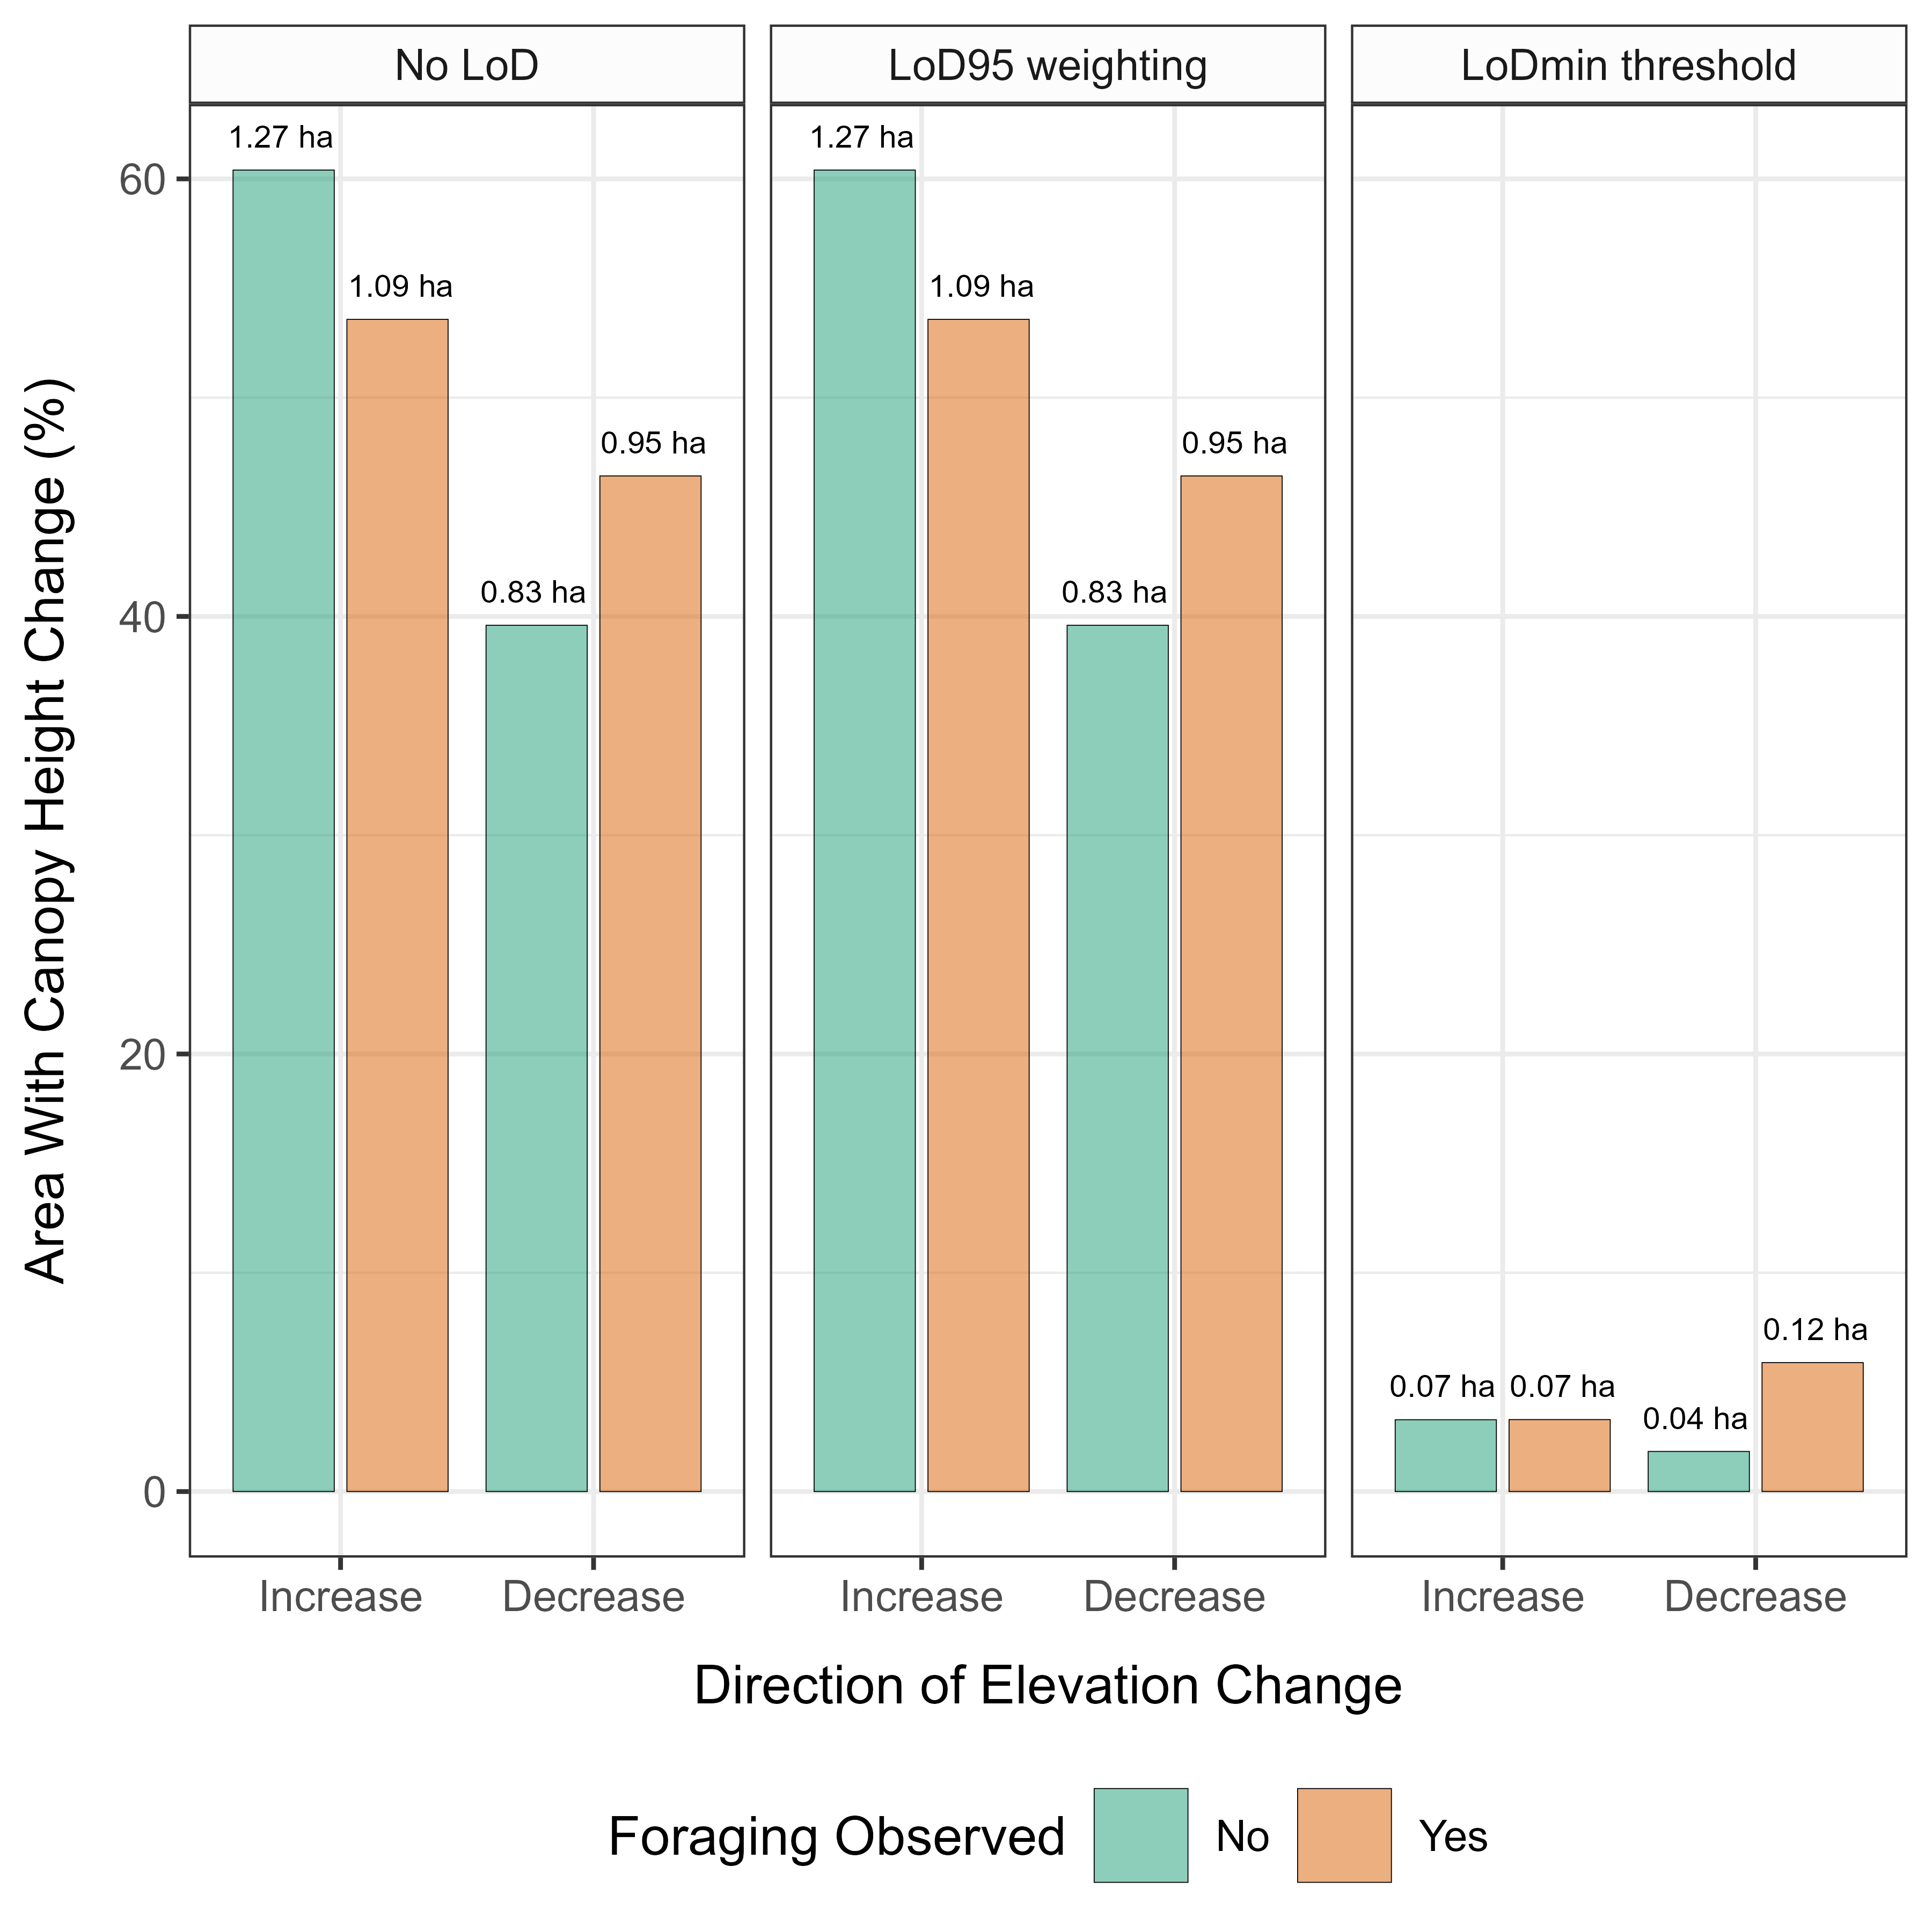 No LoD
LoD95 weighting
LoDmin threshold
1.27 ha
1.09 ha
0.83 ha
0.95 ha
1.27 ha
1.09 ha
0.83 ha
0.95 ha
0.07 ha
0.07 ha
0.04 ha
0.12 ha
60
40
20
0
Area With Canopy Height Change (%)
Increase
Decrease
Increase
Decrease
Increase
Decrease
Direction of Elevation Change
Foraging Observed
No
Yes